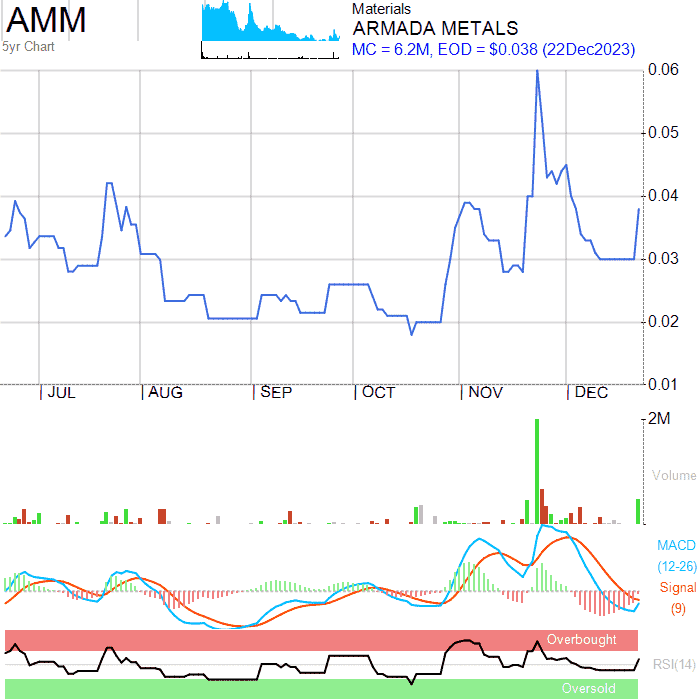 AMM
5yr Chart
Materials
ARMADA METALS
MC = 6.2M, EOD = $0.038 (22Dec2023)
0.06
0.05
0.04
0.03
0.02
0.01
JUL AUG SEP OCT NOV DEC
2M
Volume
MACD
(12-26)
Signal
(9)
Overbought
RSI(14)
Oversold